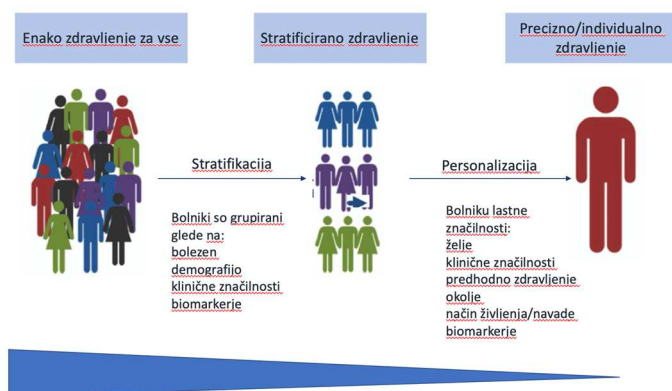 Enako zdravljenje za vse
Stratificirano zdravljenje
Precizno/individualno
zdravljenje
Stratifikacija
Bolniki so grupirani
glede na:
bolezen
demografijo
klinične značilnosti
biomarkerje
Personalizacija
Bolniku lastne
značilnosti:
želje
klinične značilnosti
predhodno zdravljenje
okolje
način življenja/navade
biomarkerje